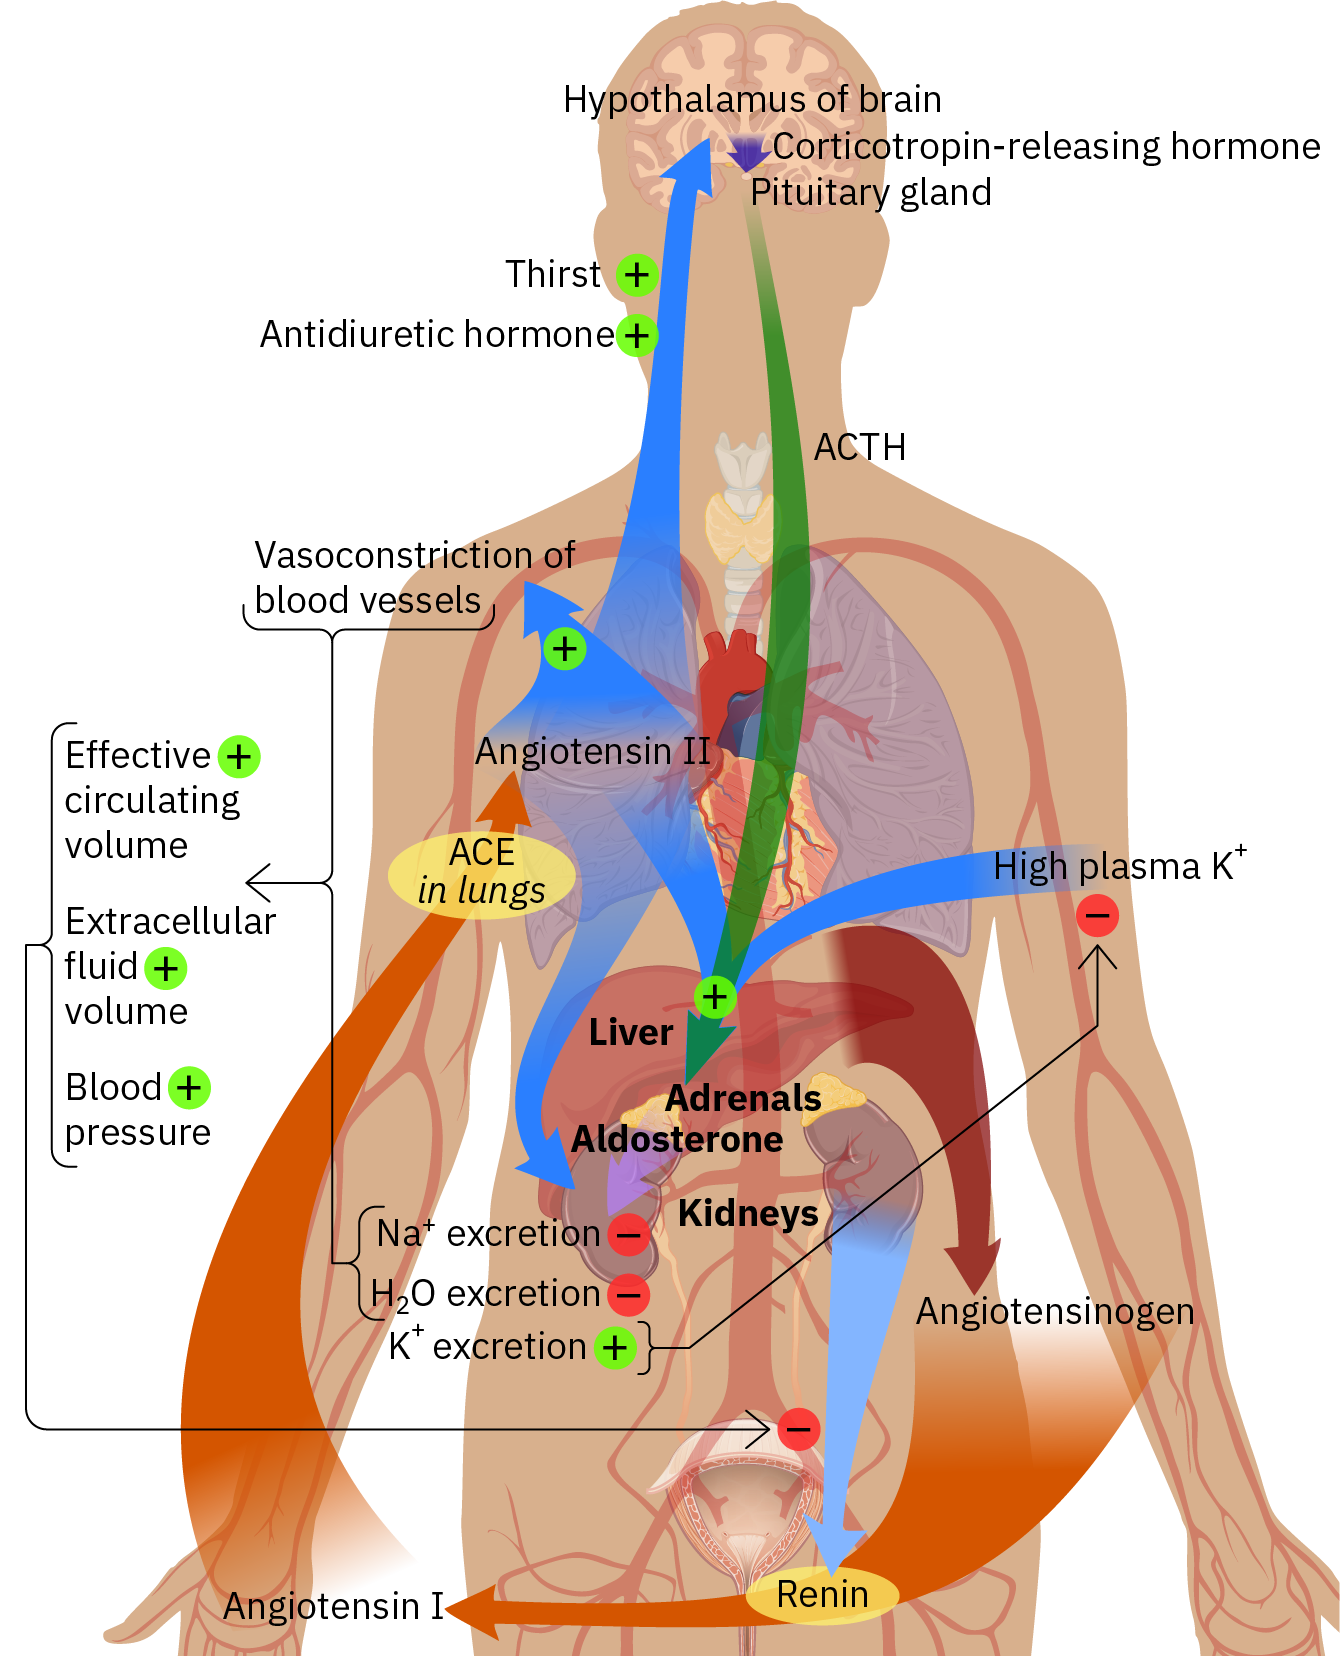 Hypothalamus of brain
Corticotropin-releasing hormone
Pituitary gland
Thirst +
Antidiuretic hormone +
ACTH
Vasoconstriction of
blood vessels
+
Angiotensin II
Effective +
circulating
volume
ACE
in lungs
High plasma K⁺
−
Extracellular
fluid +
volume
+
Liver
Blood +
pressure
Adrenals
Aldosterone
Kidneys
Na⁺ excretion −
H₂O excretion −
K⁺ excretion +
Angiotensinogen
−
Renin
Angiotensin I